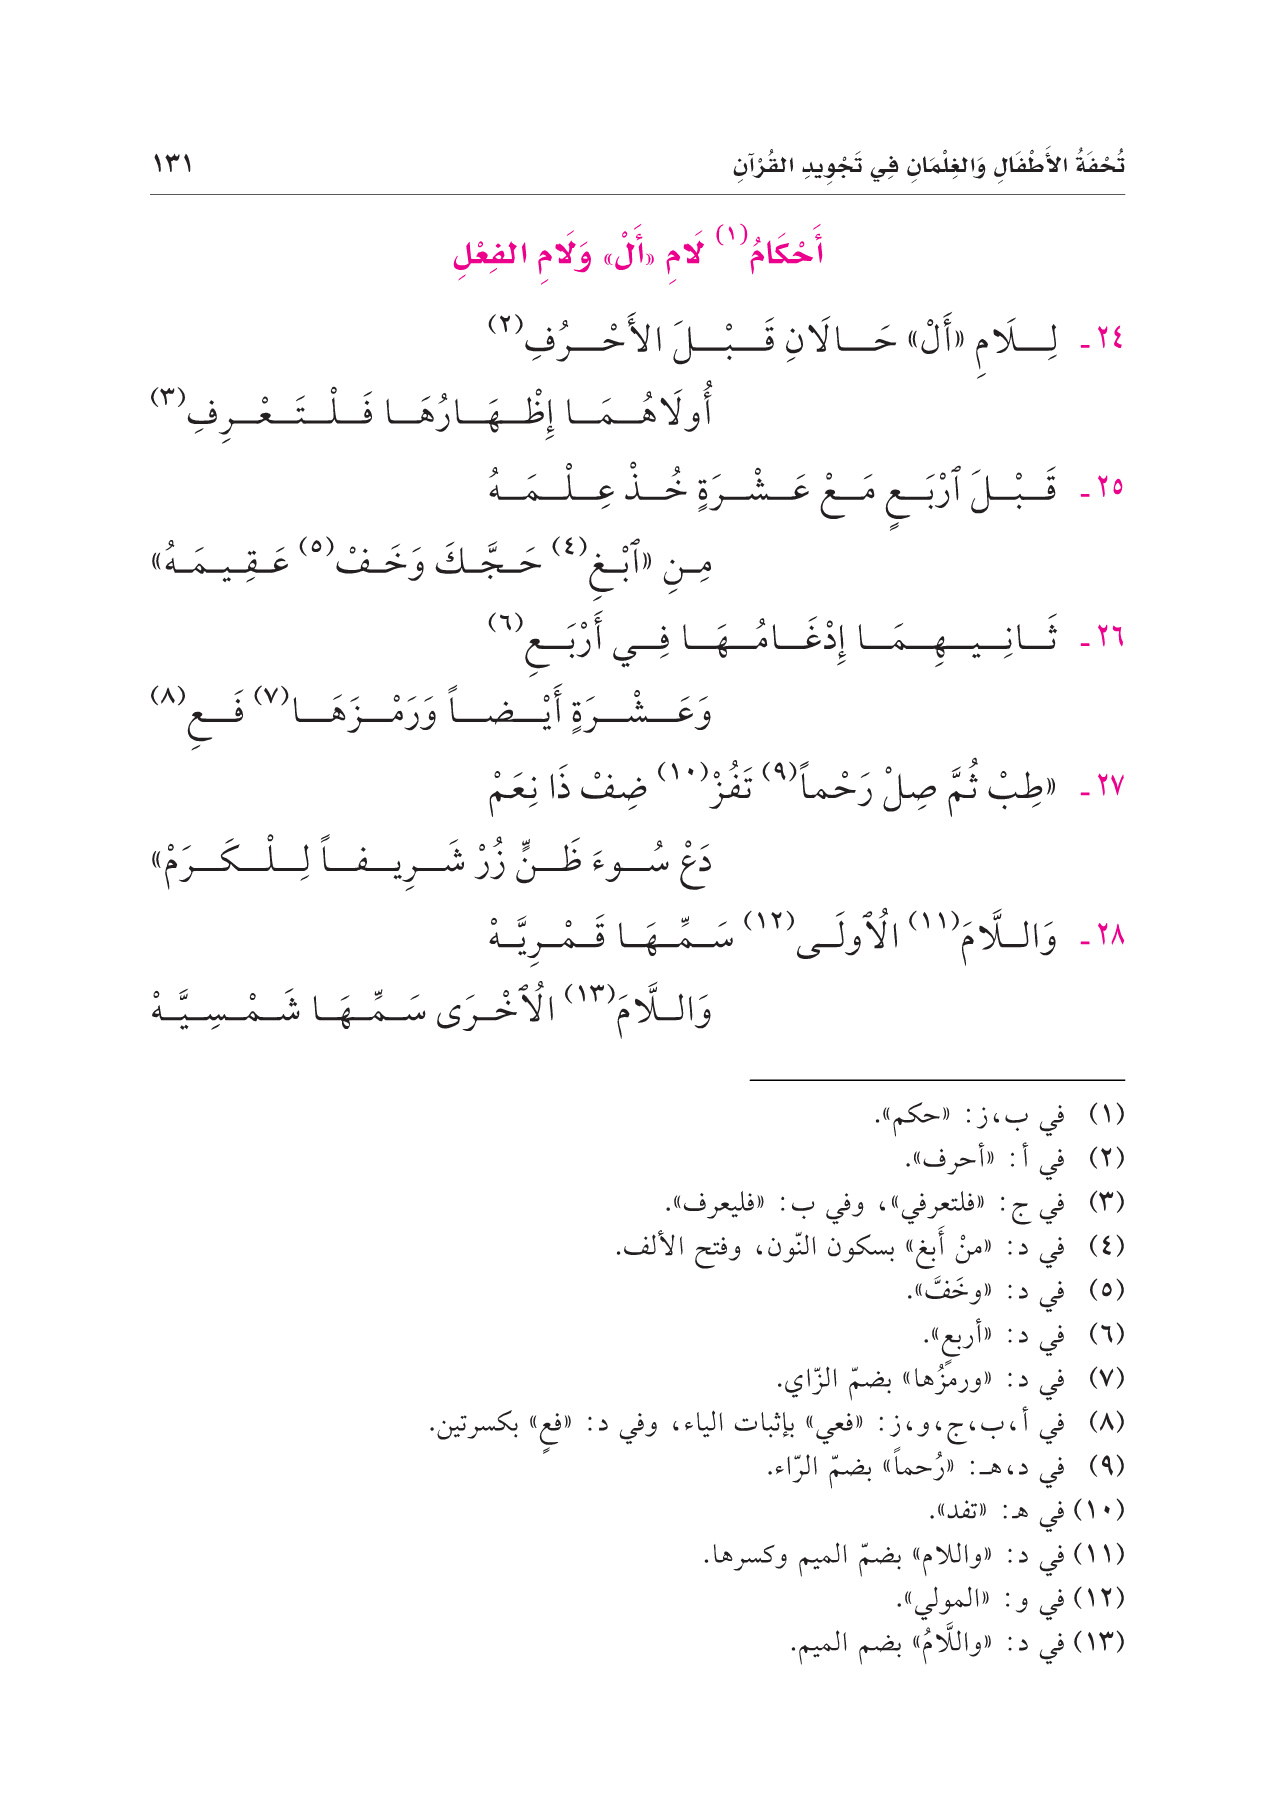 تُحْفَةُ الأَطْفَالِ وَالغِلْمَانِ فِي تَجْوِيدِ القُرْآنِ ١٣١
أَحْكَامُ(١) لَامِ «أَلْ» وَلَامِ الفِعْلِ
٢٤ - لِلَامِ «أَلْ» حَالَانِ قَبْلَ الأَحْرُفِ(٢)
أُولَاهُمَا إِظْهَارُهَا فَلْتَعْرِفِ(٣)
٢٥ - قَبْلَ ٱرْبَعٍ مَعْ عَشْرَةٍ خُذْ عِلْمَهُ
مِنِ «ٱبْغِ(٤) حَجَّكَ وَخَفْ(٥) عَقِيمَهُ»
٢٦ - ثَانِيهِمَا إِدْغَامُهَا فِي أَرْبَعِ(٦)
وَعَشْرَةٍ أَيْضاً وَرَمْزَهَا(٧) فَعِ(٨)
٢٧ - «طِبْ ثُمَّ صِلْ رَحْماً(٩) تَفُزْ(١٠) ضِفْ ذَا نِعَمْ
دَعْ سُوءَ ظَنٍّ زُرْ شَرِيفاً لِلْكَرَمْ»
٢٨ - وَاللَّامَ(١١) الُٱولَى(١٢) سَمِّهَا قَمْرِيَّهْ
وَاللَّامَ(١٣) الُٱخْرَى سَمِّهَا شَمْسِيَّهْ
(١) في ب،ز: «حكم».
(٢) في أ: «أحرف».
(٣) في ج: «فلتعرفي»، وفي ب: «فليعرف».
(٤) في د: «منْ أَبغ» بسكون النّون، وفتح الألف.
(٥) في د: «وخَفَّ».
(٦) في د: «أربعٍ».
(٧) في د: «ورمزُها» بضمّ الزّاي.
(٨) في أ،ب،ج،و،ز: «فعي» بإثبات الياء، وفي د: «فعٍ» بكسرتين.
(٩) في د،هـ: «رُحماً» بضمّ الرّاء.
(١٠) في هـ: «تفد».
(١١) في د: «واللام» بضمّ الميم وكسرها.
(١٢) في و: «المولي».
(١٣) في د: «واللَّامُ» بضم الميم.